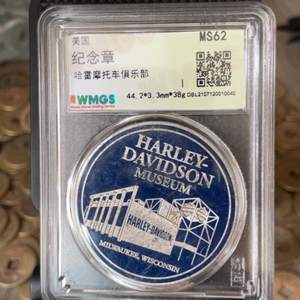 美国
MS62
纪念章
哈雷摩托车俱乐部
WMGS
44.2*3.3mm*38g
HARLEY-
DAVIDSON
MUSEUM
HARLEY-DAVIDSON
MILWAUKEE, WISCONSIN